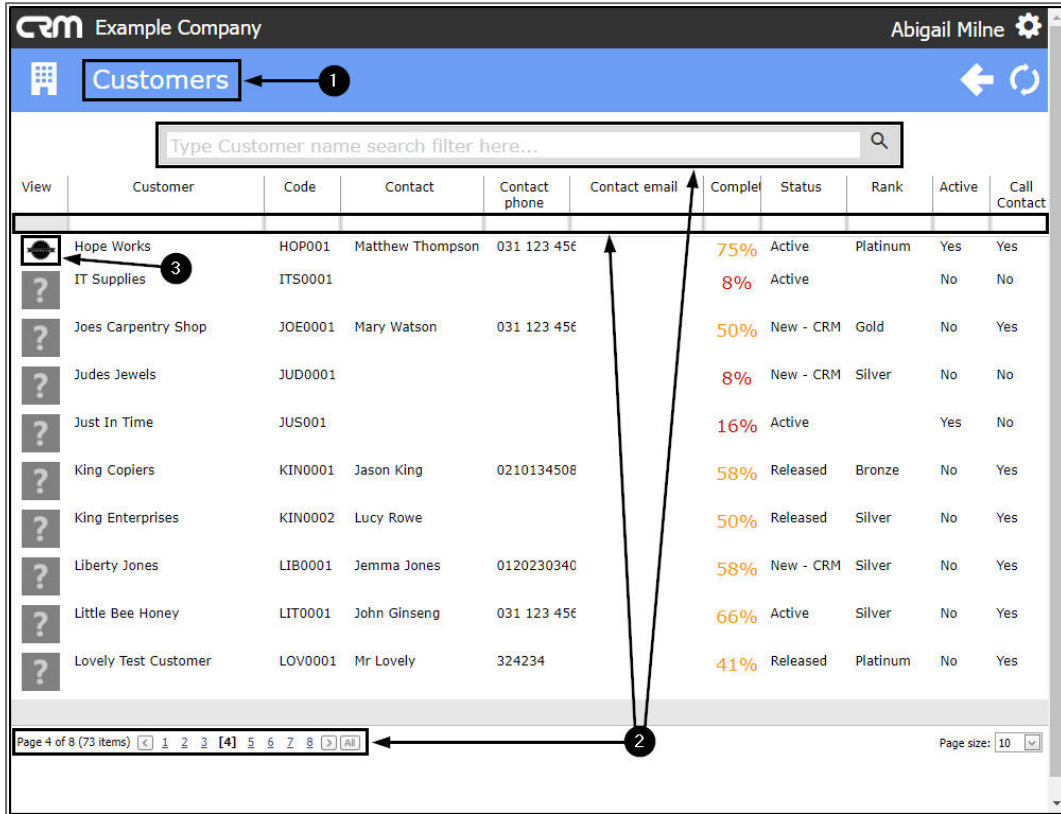 CRM Example Company Abigail Milne
Customers 1
Type Customer name search filter here...
View Customer Code Contact Contact phone Contact email Complet Status Rank Active Call Contact
Hope Works HOP001 Matthew Thompson 031 123 456 75% Active Platinum Yes Yes
3
? IT Supplies ITS0001 8% Active No No
? Joes Carpentry Shop JOE0001 Mary Watson 031 123 456 50% New - CRM Gold No Yes
? Judes Jewels JUD0001 8% New - CRM Silver No No
? Just In Time JUS001 16% Active Yes No
? King Copiers KIN0001 Jason King 0210134508 58% Released Bronze No Yes
? King Enterprises KIN0002 Lucy Rowe 50% Released Silver No Yes
? Liberty Jones LIB0001 Jemma Jones 0120230340 58% New - CRM Silver No Yes
? Little Bee Honey LIT0001 John Ginseng 031 123 456 66% Active Silver No Yes
? Lovely Test Customer LOV0001 Mr Lovely 324234 41% Released Platinum No Yes
Page 4 of 8 (73 items) < 1 2 3 [4] 5 6 7 8 > All 2 Page size: 10